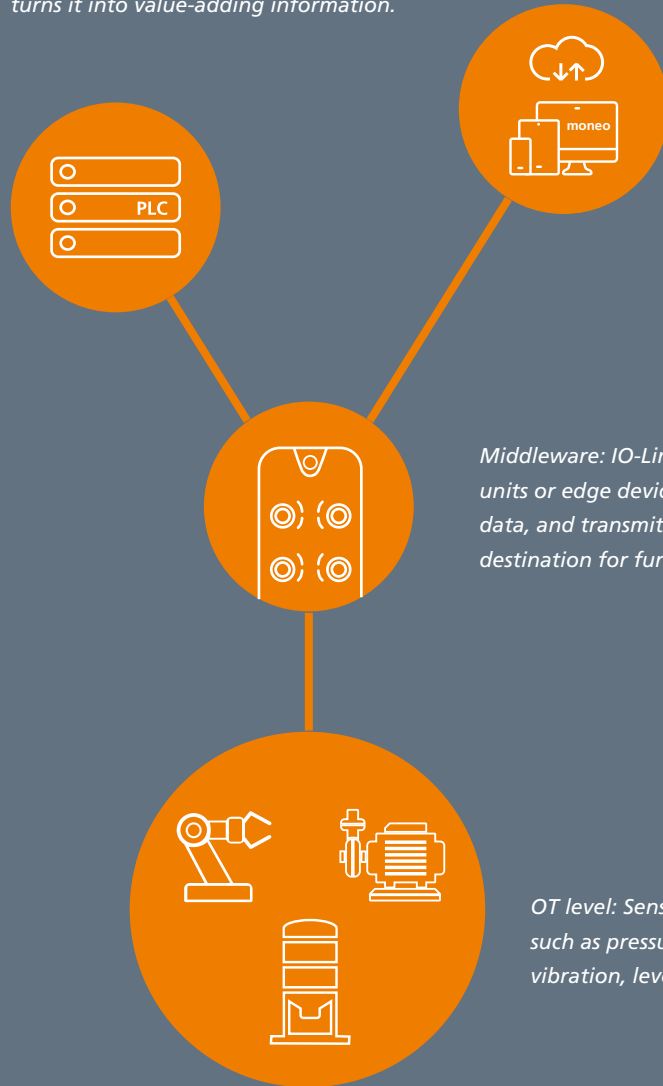 turns it into value-adding information.
moneo
PLC
Middleware: IO-Lin
units or edge devic
data, and transmit
destination for fur
OT level: Sens
such as pressu
vibration, leve